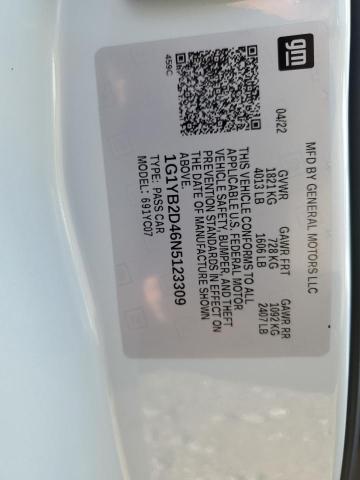 gm
MFD BY GENERAL MOTORS LLC
04/22
GVWR GAWR FRT GAWR RR
1821 KG 728 KG 1092 KG
4013 LB 1606 LB 2407 LB
THIS VEHICLE CONFORMS TO ALL
APPLICABLE U.S. FEDERAL MOTOR
VEHICLE SAFETY, BUMPER, AND THEFT
PREVENTION STANDARDS IN EFFECT ON
THE DATE OF MANUFACTURE SHOWN
ABOVE.
1G1YB2D46N5123309
TYPE: PASS CAR
MODEL: 691YC07
459C